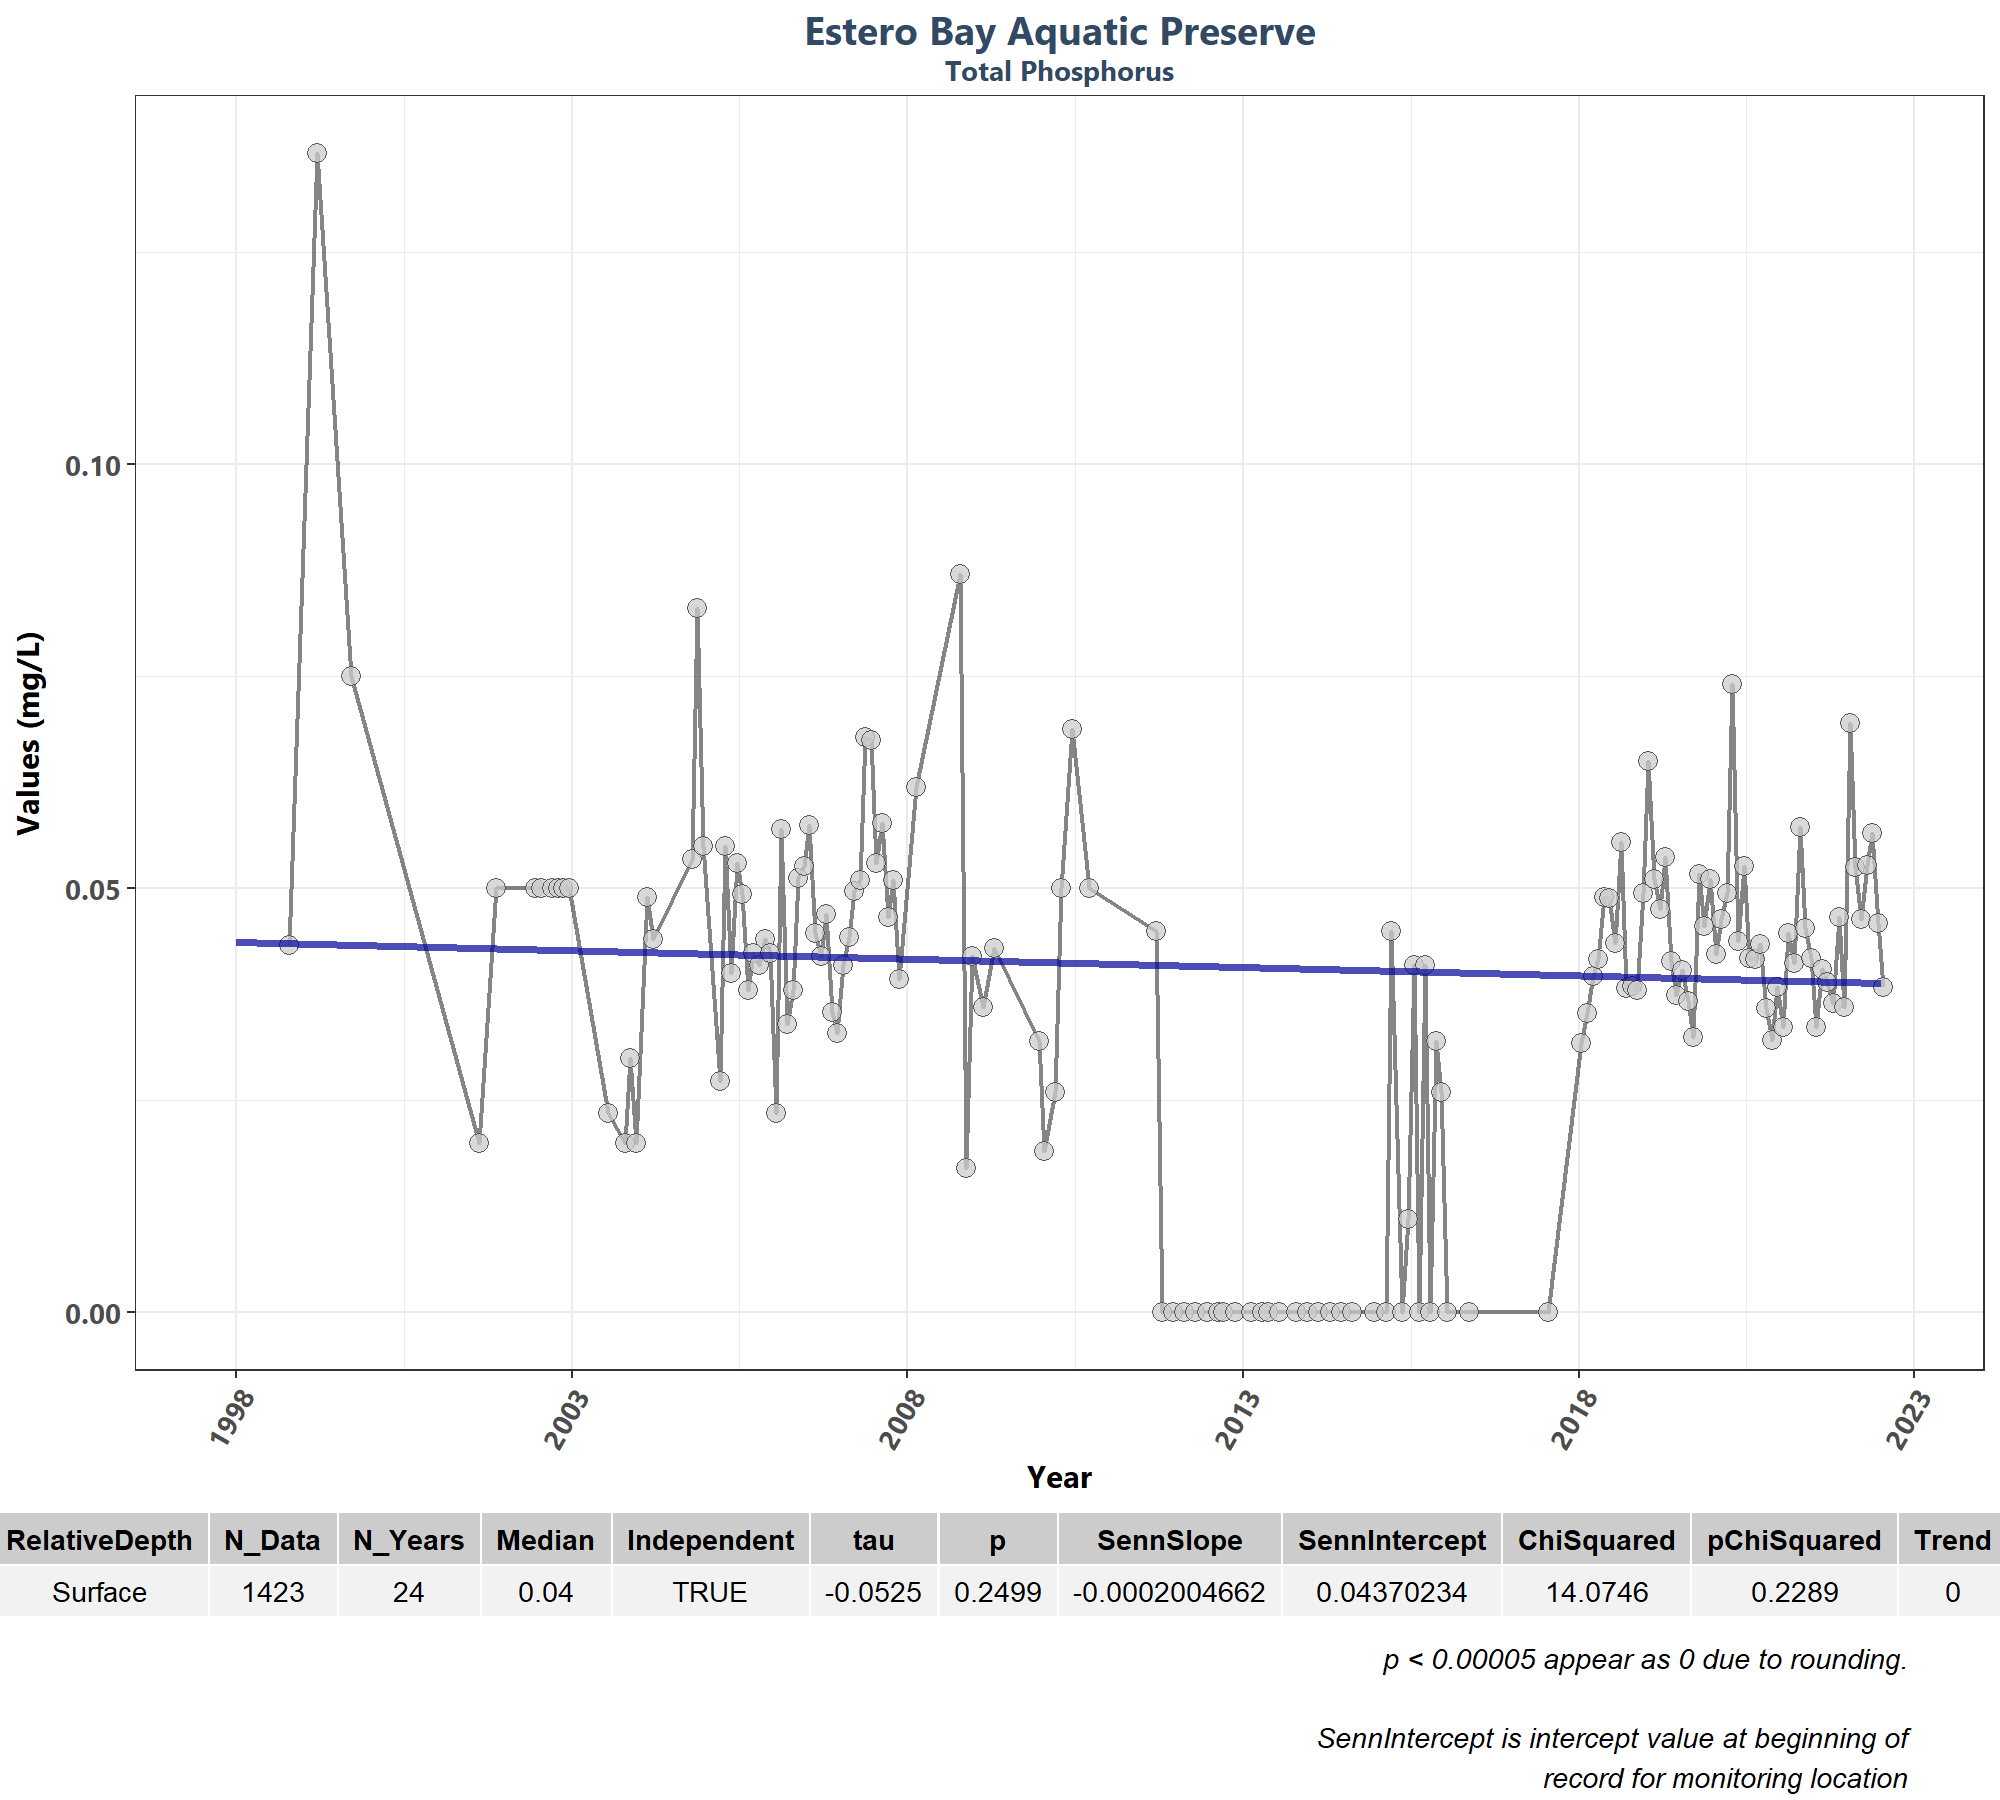 Estero Bay Aquatic Preserve
Total Phosphorus
Values (mg/L)
0.10
0.05
0.00
1998 2003 2008 2013 2018 2023
Year
RelativeDepth N_Data N_Years Median Independent tau p SennSlope SennIntercept ChiSquared pChiSquared Trend
Surface 1423 24 0.04 TRUE -0.0525 0.2499 -0.0002004662 0.04370234 14.0746 0.2289 0
p < 0.00005 appear as 0 due to rounding.
SennIntercept is intercept value at beginning of
record for monitoring location